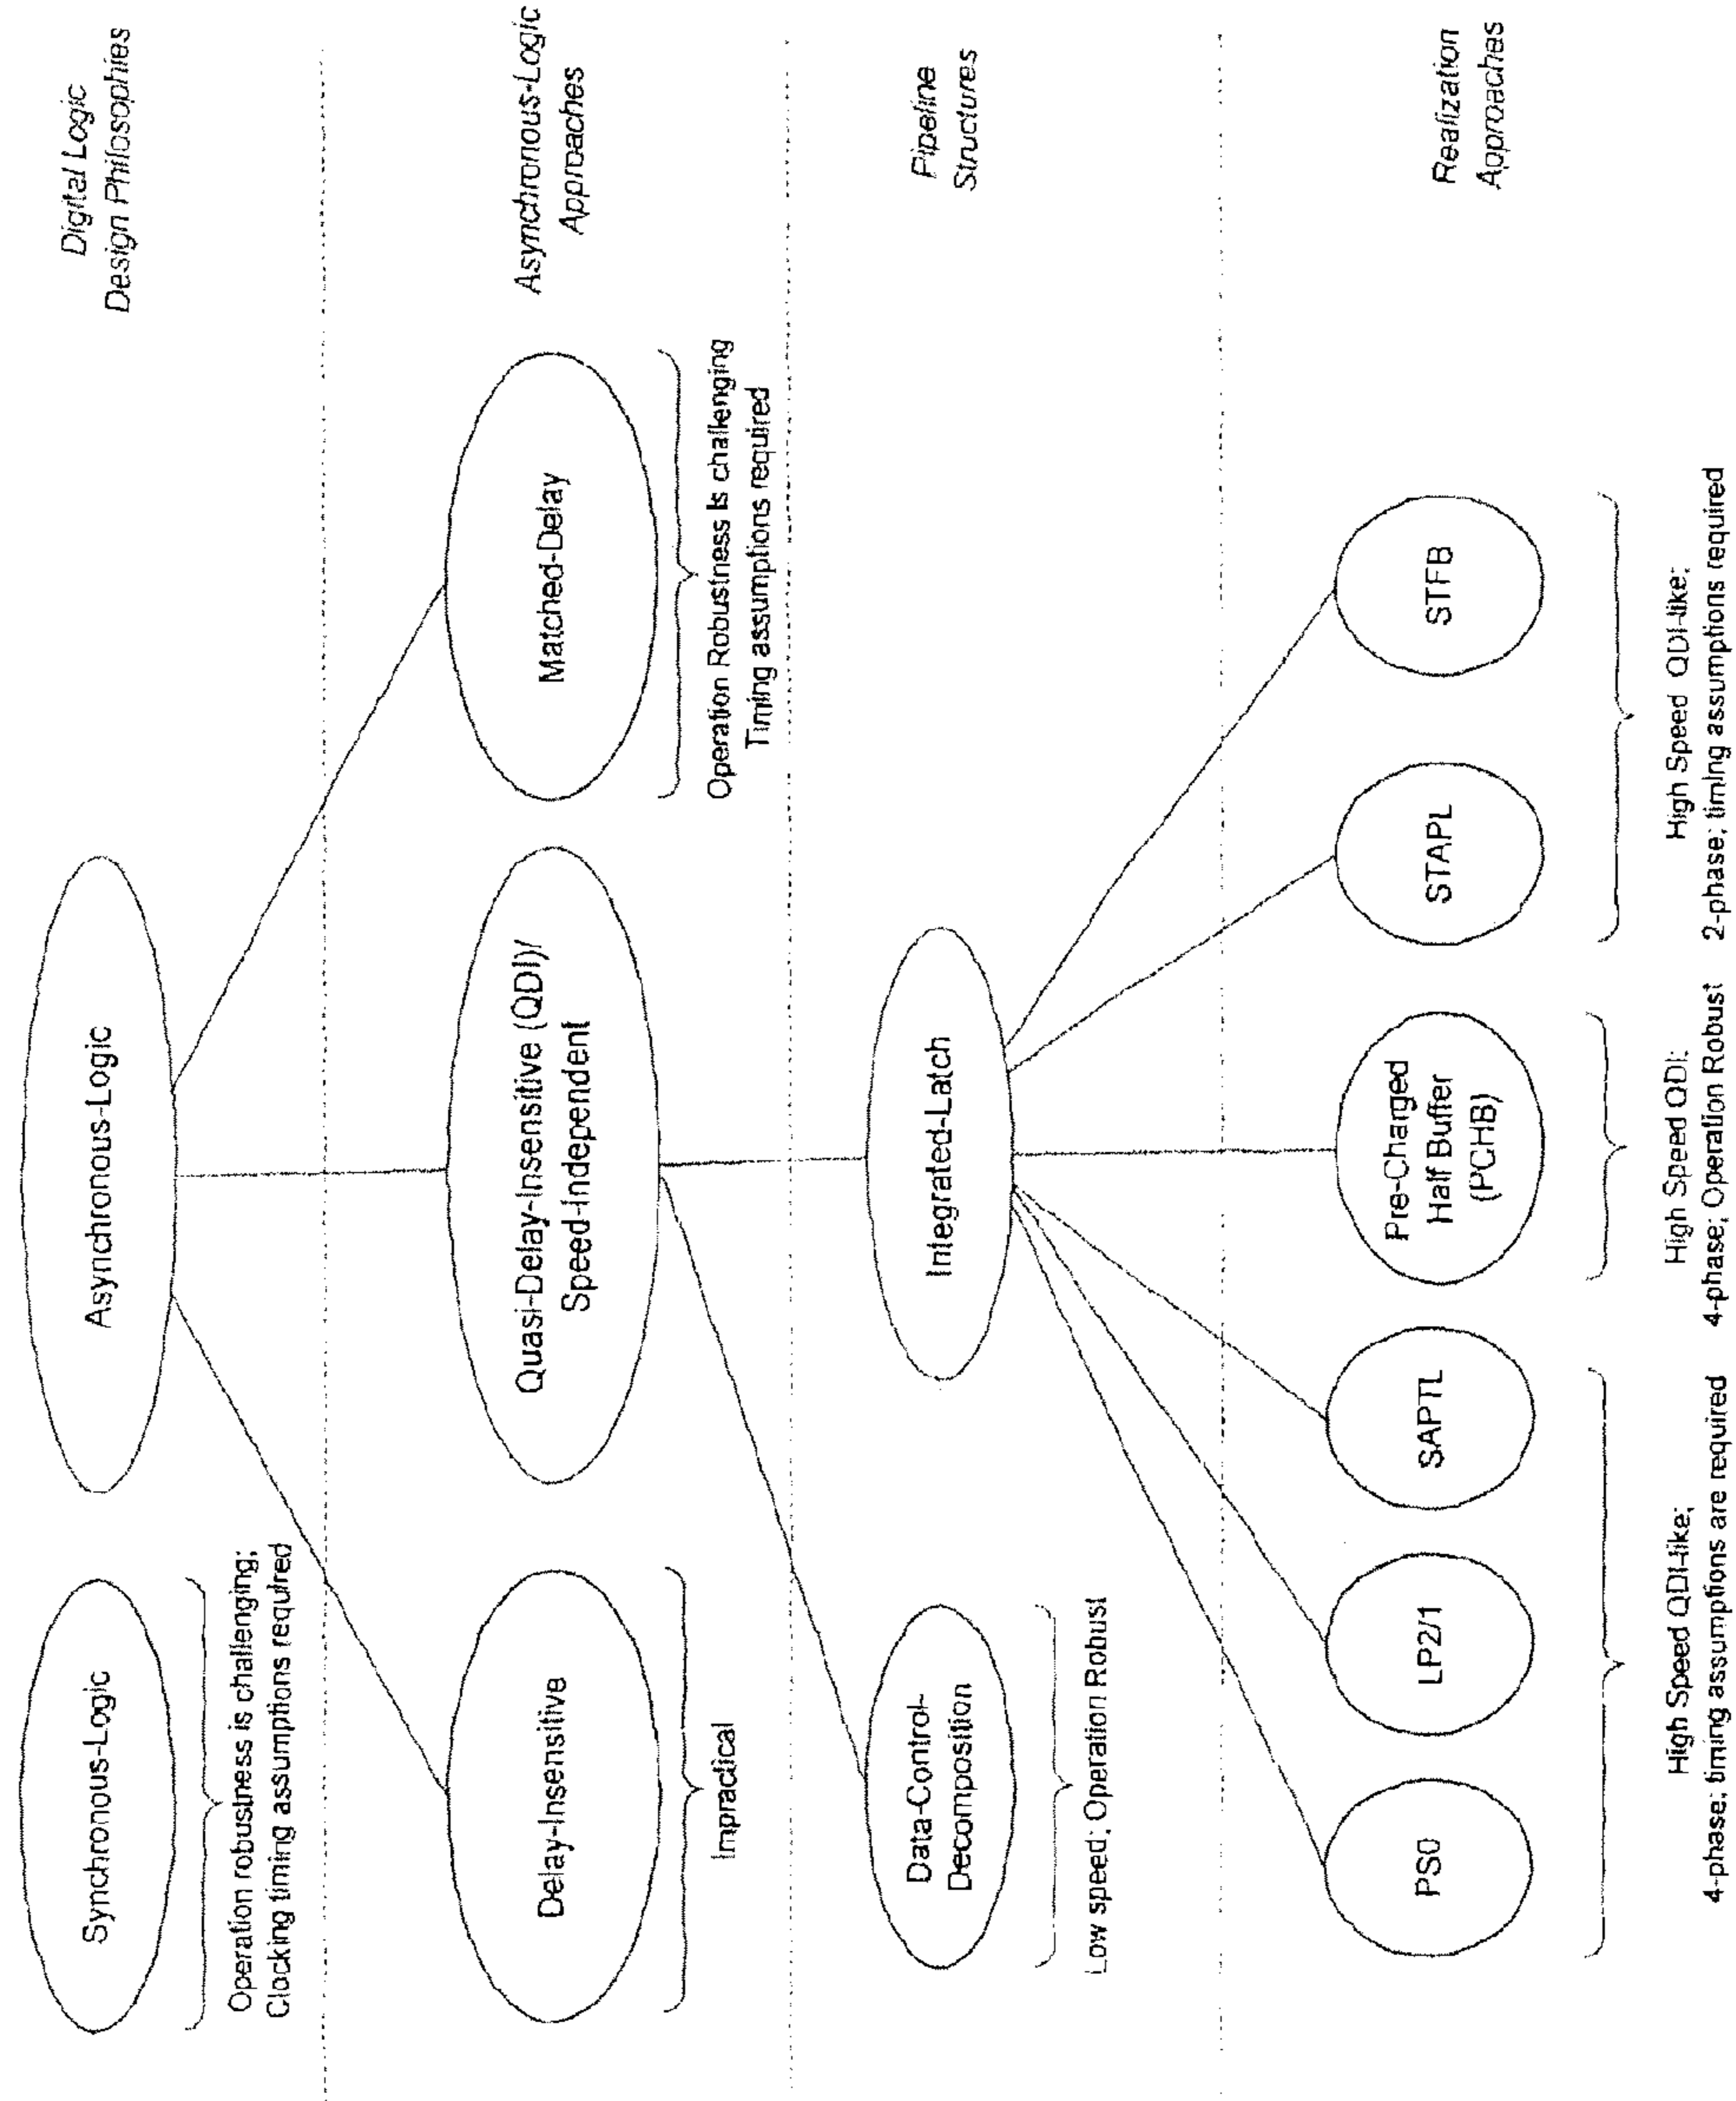 Digital Logic
Design Philosophies
Synchronous-Logic
Asynchronous-Logic
Operation robustness is challenging;
Clocking timing assumptions required
Asynchronous-Logic
Approaches
Delay-Insensitive
Quasi-Delay-Insensitive (QDI)/
Speed-Independent
Matched-Delay
Impractical
Operation Robustness is challenging
Timing assumptions required
Pipeline
Structures
Data-Control-
Decomposition
Integrated-Latch
Low speed; Operation Robust
Realization
Approaches
PS0
LP2/1
SAPTL
Pre-Charged
Half Buffer
(PCHB)
STAPL
STFB
High Speed QDI-like;
4-phase; timing assumptions are required
High Speed QDI;
4-phase; Operation Robust
High Speed QDI-like;
2-phase; timing assumptions required